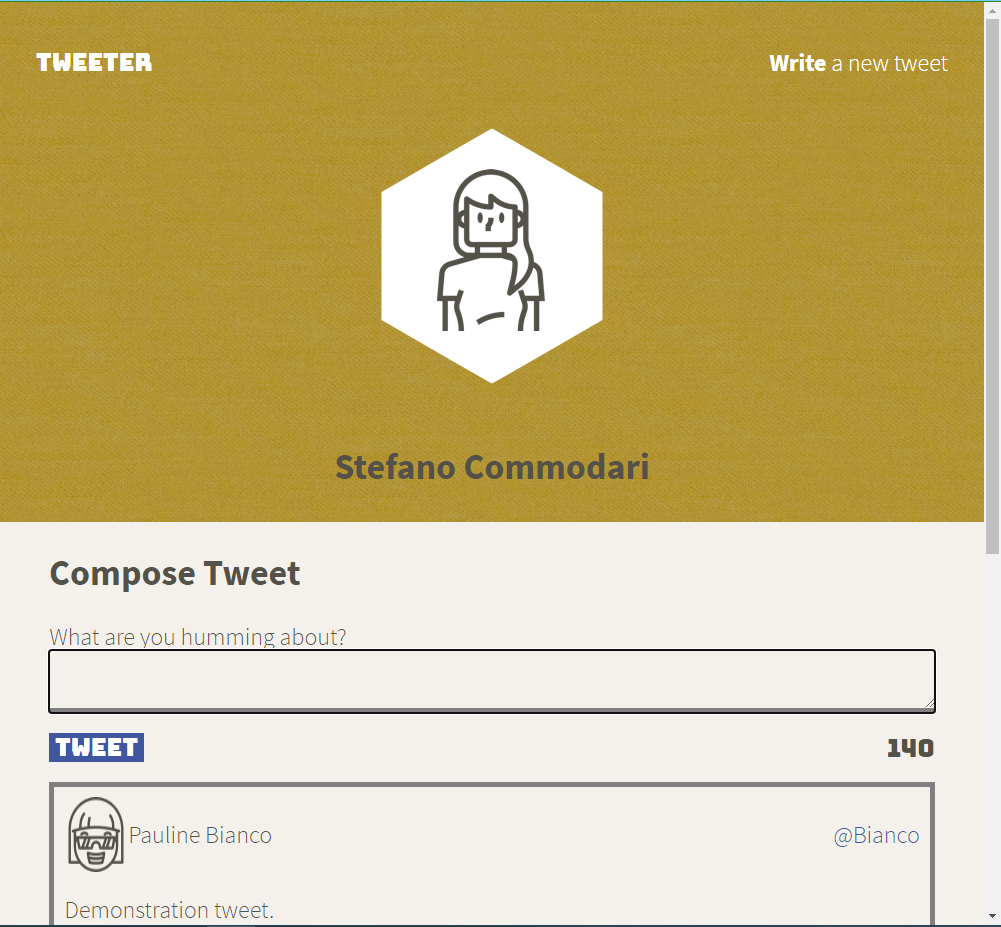 TWEETER
Write a new tweet
Stefano Commodari
Compose Tweet
What are you humming about?
TWEET
140
Pauline Bianco
@Bianco
Demonstration tweet.